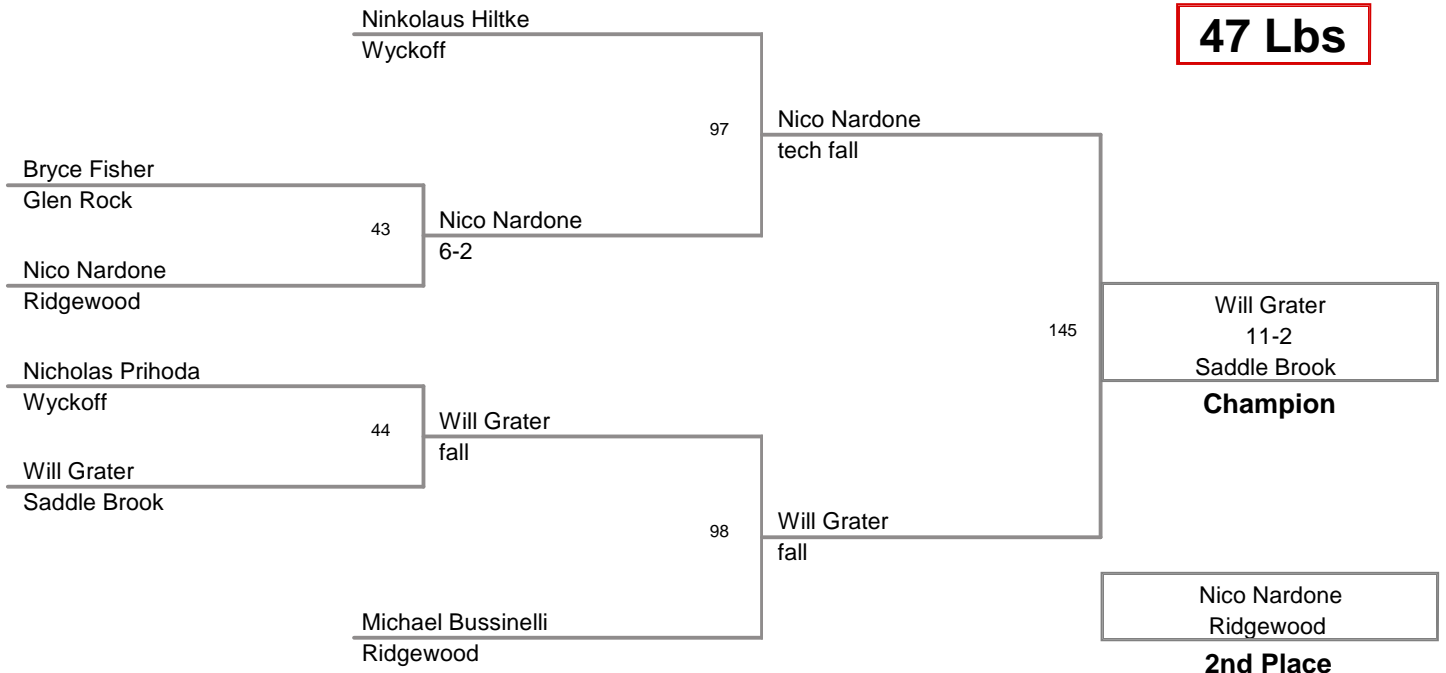 Ninkolaus Hiltke
Wyckoff
47 Lbs
97
Nico Nardone
tech fall
Bryce Fisher
Glen Rock
43
Nico Nardone
6-2
Nico Nardone
Ridgewood
145
Will Grater
11-2
Saddle Brook
Champion
Nicholas Prihoda
Wyckoff
44
Will Grater
fall
Will Grater
Saddle Brook
98
Will Grater
fall
Michael Bussinelli
Ridgewood
Nico Nardone
Ridgewood
2nd Place